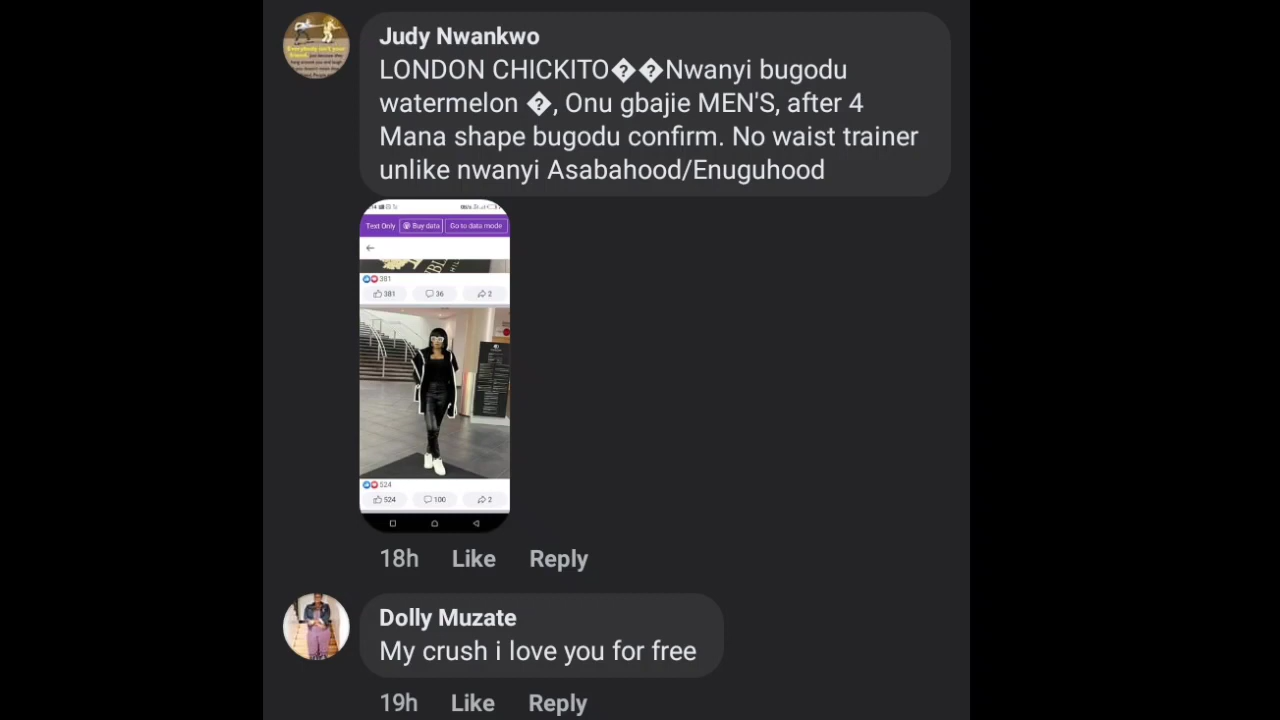 Judy Nwankwo
LONDON CHICKITO��Nwanyi bugodu
watermelon �, Onu gbajie MEN'S, after 4
Mana shape bugodu confirm. No waist trainer
unlike nwanyi Asabahood/Enuguhood
Text Only Buy data Go to data mode
381
381 36 2
524
524 100 2
18h Like Reply
Dolly Muzate
My crush i love you for free
19h Like Reply